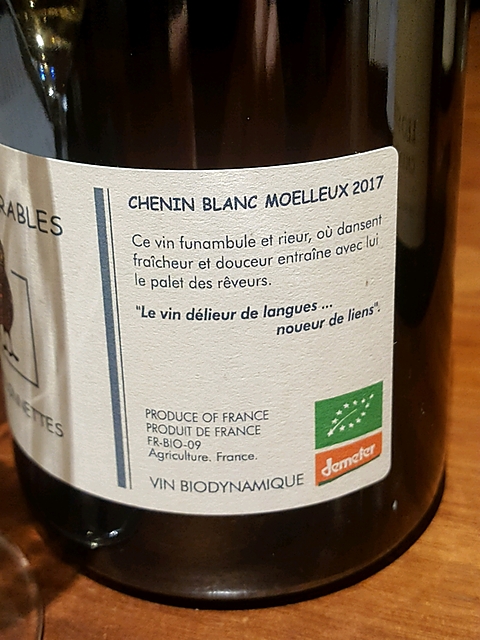 CHENIN BLANC MOELLEUX 2017
Ce vin funambule et rieur, où dansent
fraîcheur et douceur entraîne avec lui
le palet des rêveurs.
"Le vin délieur de langues ...
noueur de liens".
PRODUCE OF FRANCE
PRODUIT DE FRANCE
FR-BIO-09
Agriculture. France.
VIN BIODYNAMIQUE
demeter
RABLES